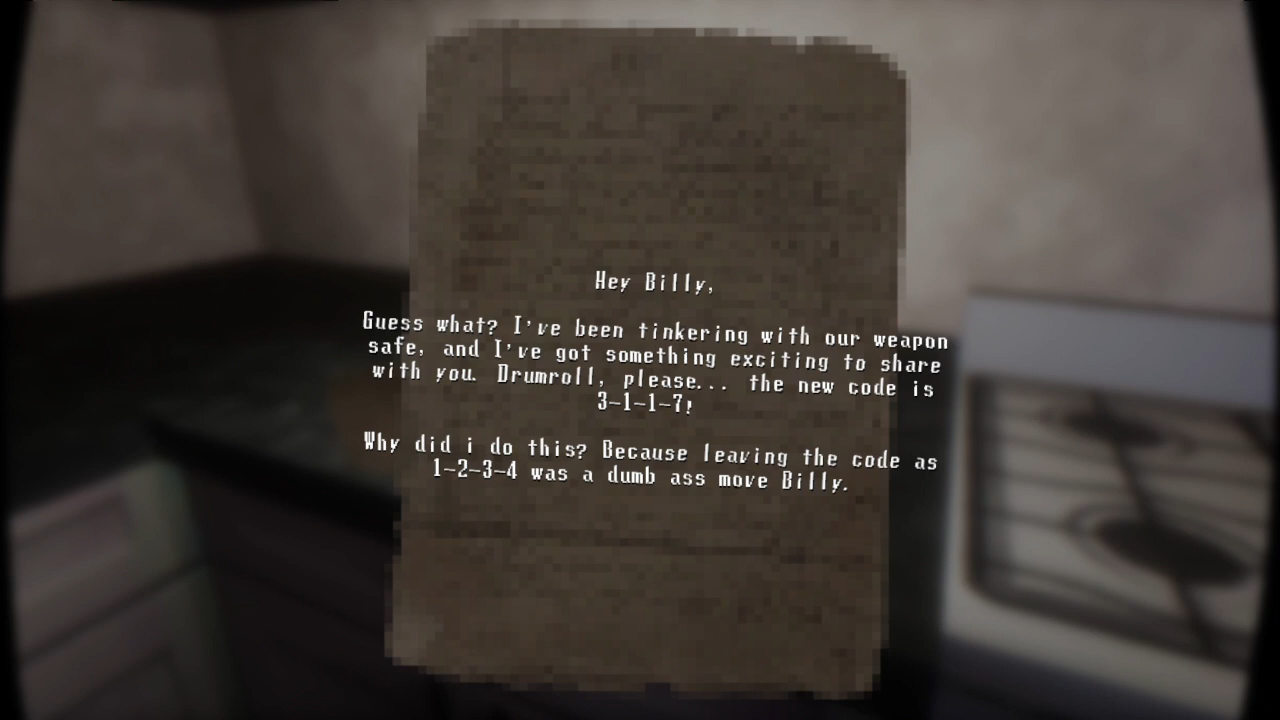 Hey Billy,
Guess what? I've been tinkering with our weapon
safe, and I've got something exciting to share
with you. Drumroll, please... the new code is
3-1-1-7!
Why did i do this? Because leaving the code as
1-2-3-4 was a dumb ass move Billy.